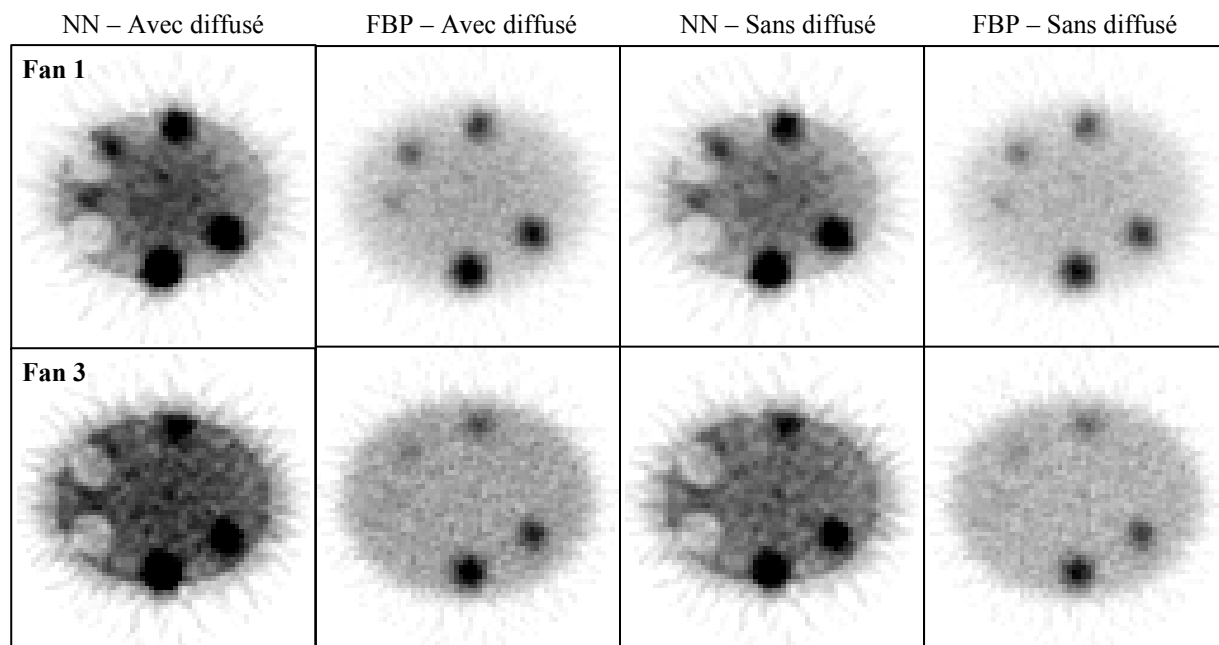 NN – Avec diffusé
FBP – Avec diffusé
NN – Sans diffusé
FBP – Sans diffusé
Fan 1
Fan 3